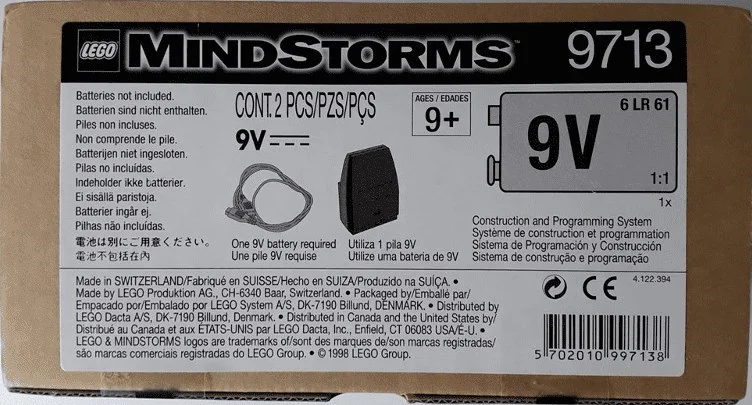 LEGO MINDSTORMS™ 9713
Batteries not included.
Batterien sind nicht enthalten.
Piles non incluses.
Non comprende le pile.
Batterijen niet ingesloten.
Pilas no incluídas.
Indeholder ikke batterier.
Ei sisällä paristoja.
Batterier ingår ej.
Pilhas não incluídas.
電池は別にご用意ください。
電池不包括在內
CONT. 2 PCS/PZS/PÇS
9V
AGES / EDADES
9+
6 LR 61
9V
1:1
1x
One 9V battery required
Une pile 9V requise
Utiliza 1 pila 9V
Utilize uma bateria de 9V
Construction and Programming System
Système de construction et programmation
Sistema de Programación y Construcción
Sistema de construção e programação
Made in SWITZERLAND/Fabriqué en SUISSE/Hecho en SUIZA/Produzido na SUÍÇA. •
Made by LEGO Produktion AG., CH-6340 Baar, Switzerland. • Packaged by/Emballé par/
Empacado por/Embalado por LEGO System A/S, DK-7190 Billund, DENMARK. • Distributed by
LEGO Dacta A/S, DK-7190 Billund, Denmark. • Distributed in Canada and the United States by/
Distribué au Canada et aux ÉTATS-UNIS par LEGO Dacta, Inc., Enfield, CT 06083 USA/É-U. •
LEGO & MINDSTORMS logos are trademarks of/sont des marques de/son marcas registradas/
são marcas comerciais registradas do LEGO Group. • © 1998 LEGO Group.
4.122.394
CE
5 702010 997138